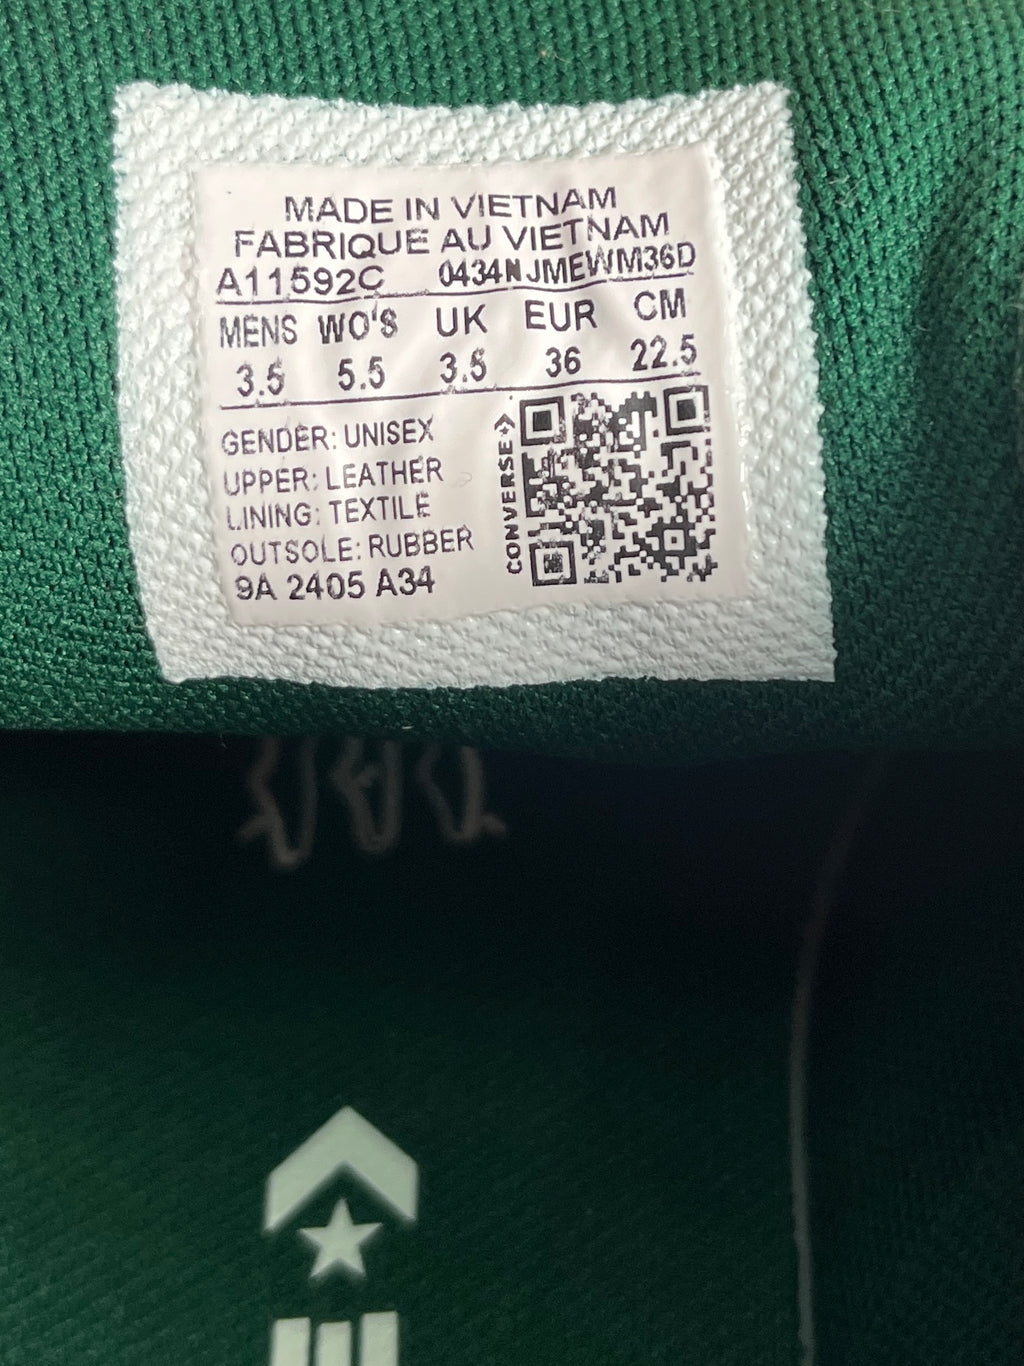 MADE IN VIETNAM
FABRIQUE AU VIETNAM
A11592C 0434NJMEWM36D
MENS WO'S UK EUR CM
3.5 5.5 3.5 36 22.5
GENDER: UNISEX
UPPER: LEATHER
LINING: TEXTILE
OUTSOLE: RUBBER
9A 2405 A34
CONVERSE